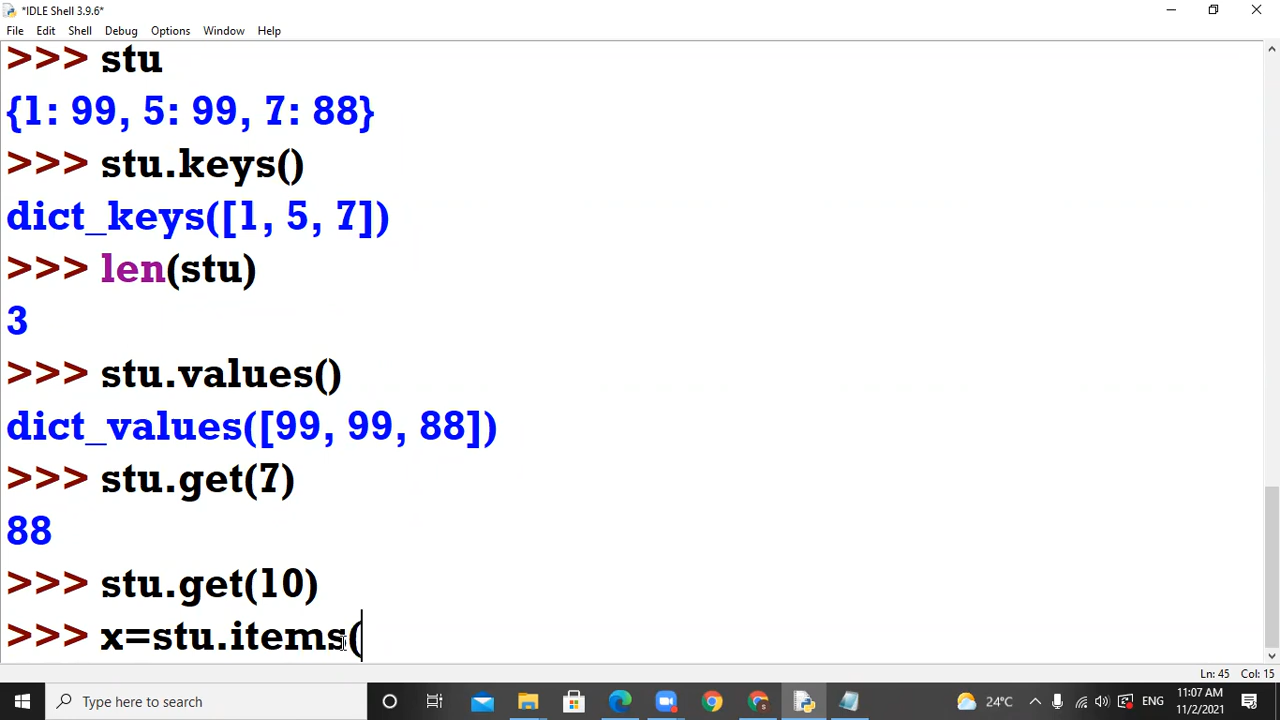 *IDLE Shell 3.9.6*
File Edit Shell Debug Options Window Help
>>> stu
{1: 99, 5: 99, 7: 88}
>>> stu.keys()
dict_keys([1, 5, 7])
>>> len(stu)
3
>>> stu.values()
dict_values([99, 99, 88])
>>> stu.get(7)
88
>>> stu.get(10)
>>> x=stu.items(
Ln: 45 Col: 15
Type here to search
24°C
ENG
11:07 AM
11/2/2021